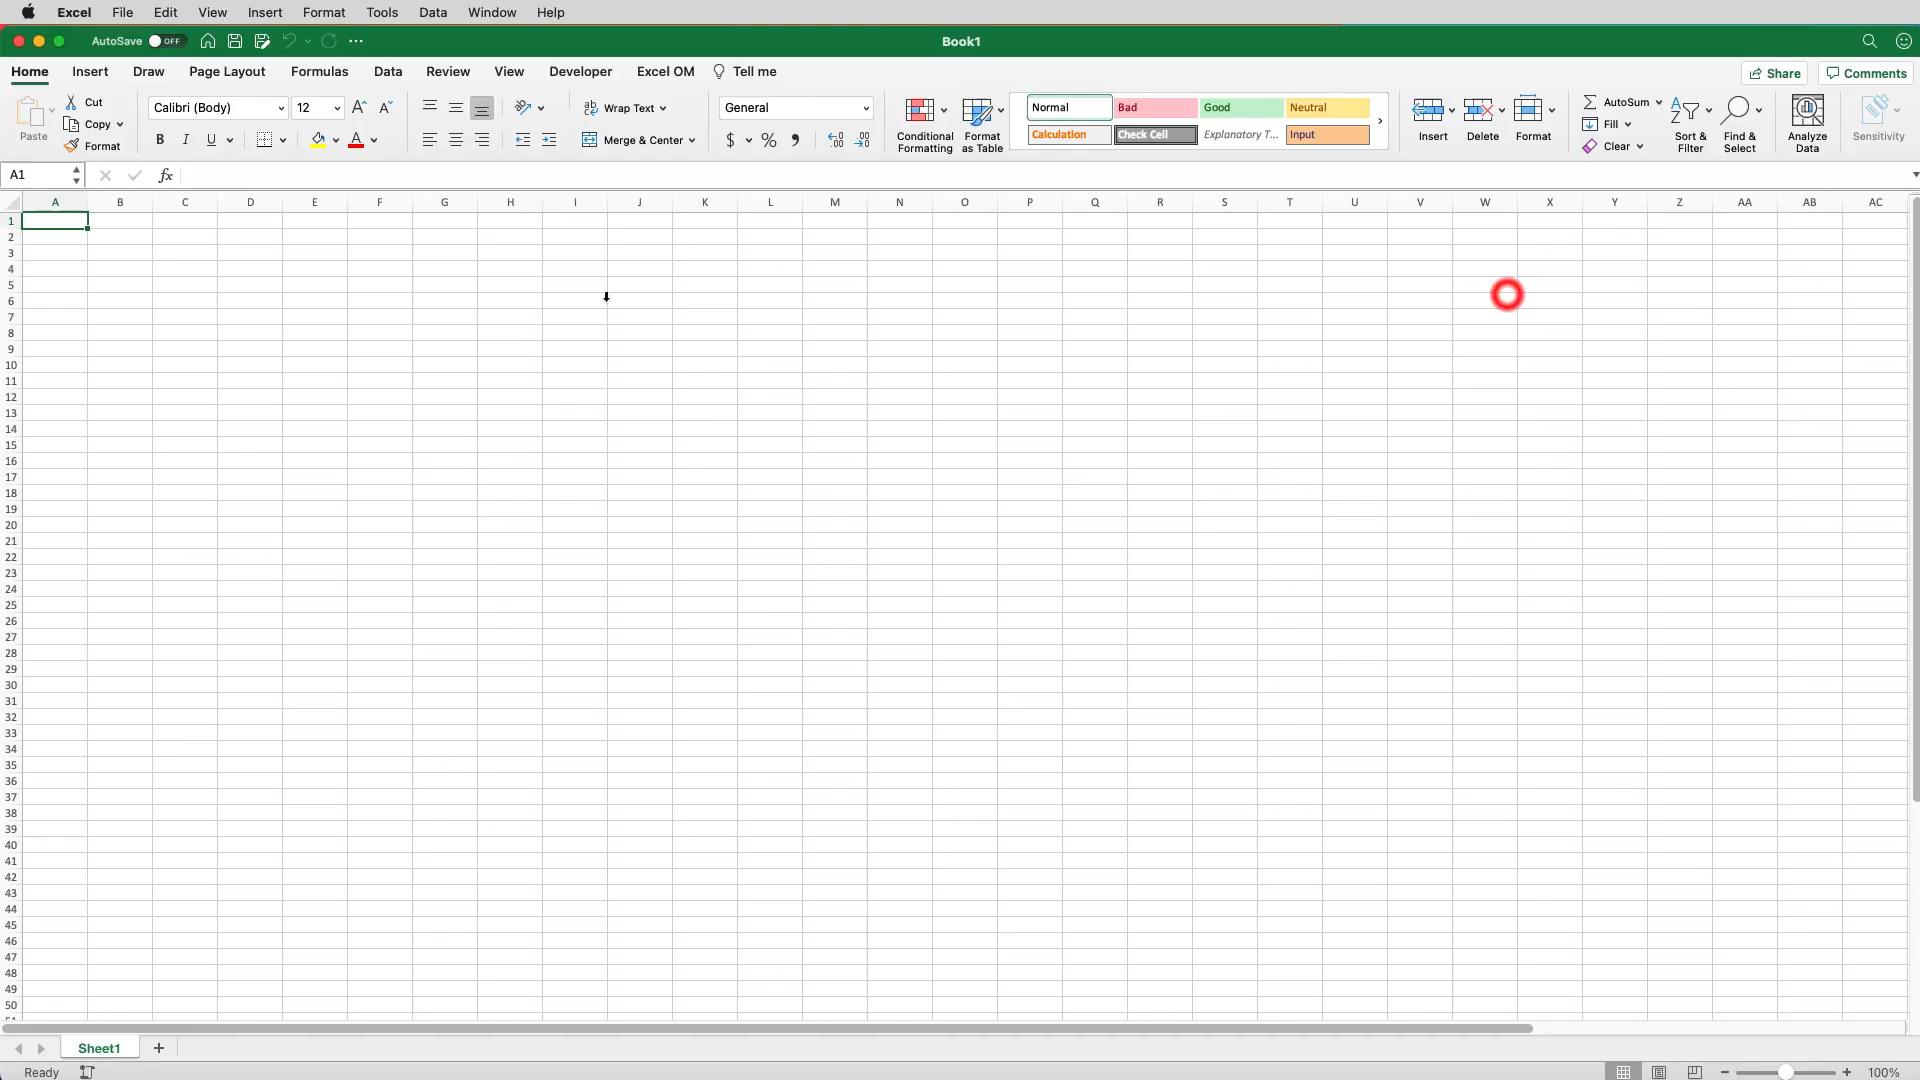 Excel File Edit View Insert Format Tools Data Window Help
AutoSave OFF Book1
Home Insert Draw Page Layout Formulas Data Review View Developer Excel OM Tell me Share Comments
Paste
Cut
Copy
Format
Calibri (Body) 12
B I U A
ab Wrap Text
Merge & Center
General
$ % ,
Conditional
Formatting
Format
as Table
Normal Bad Good Neutral
Calculation Check Cell Explanatory T... Input
Insert Delete Format
AutoSum
Fill
Clear
Sort &
Filter
Find &
Select
Analyze
Data
Sensitivity
A1 fx
A B C D E F G H I J K L M N O P Q R S T U V W X Y Z AA AB AC
1
2
3
4
5
6
7
8
9
10
11
12
13
14
15
16
17
18
19
20
21
22
23
24
25
26
27
28
29
30
31
32
33
34
35
36
37
38
39
40
41
42
43
44
45
46
47
48
49
50
Sheet1 +
Ready 100%